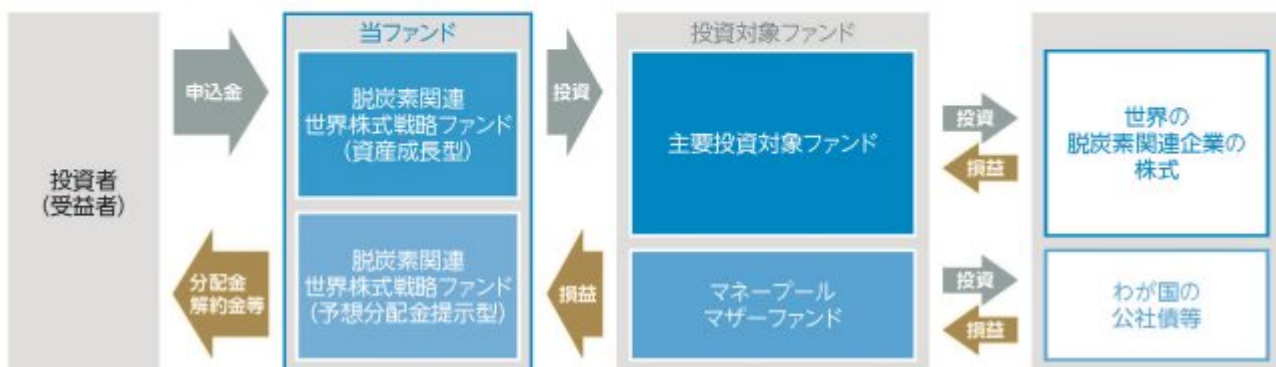 投資者
(受益者)
申込金
分配金
解約金等
当ファンド
脱炭素関連
世界株式戦略ファンド
(資産成長型)
脱炭素関連
世界株式戦略ファンド
(予想分配金提示型)
投資
損益
投資対象ファンド
主要投資対象ファンド
マネープール
マザーファンド
投資
損益
投資
損益
世界の
脱炭素関連企業の
株式
わが国の
公社債等